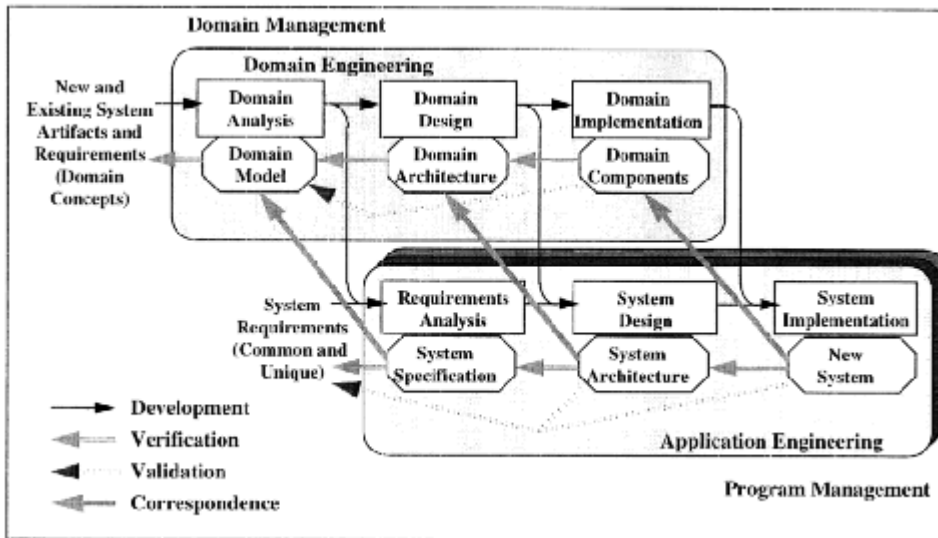 Domain Management
Domain Engineering
New and
Existing System
Artifacts and
Requirements
(Domain
Concepts)
Domain
Analysis
Domain
Design
Domain
Implementation
Domain
Model
Domain
Architecture
Domain
Components
System
Requirements
(Common and
Unique)
Requirements
Analysis
System
Design
System
Implementation
System
Specification
System
Architecture
New
System
Development
Verification
Validation
Correspondence
Application Engineering
Program Management